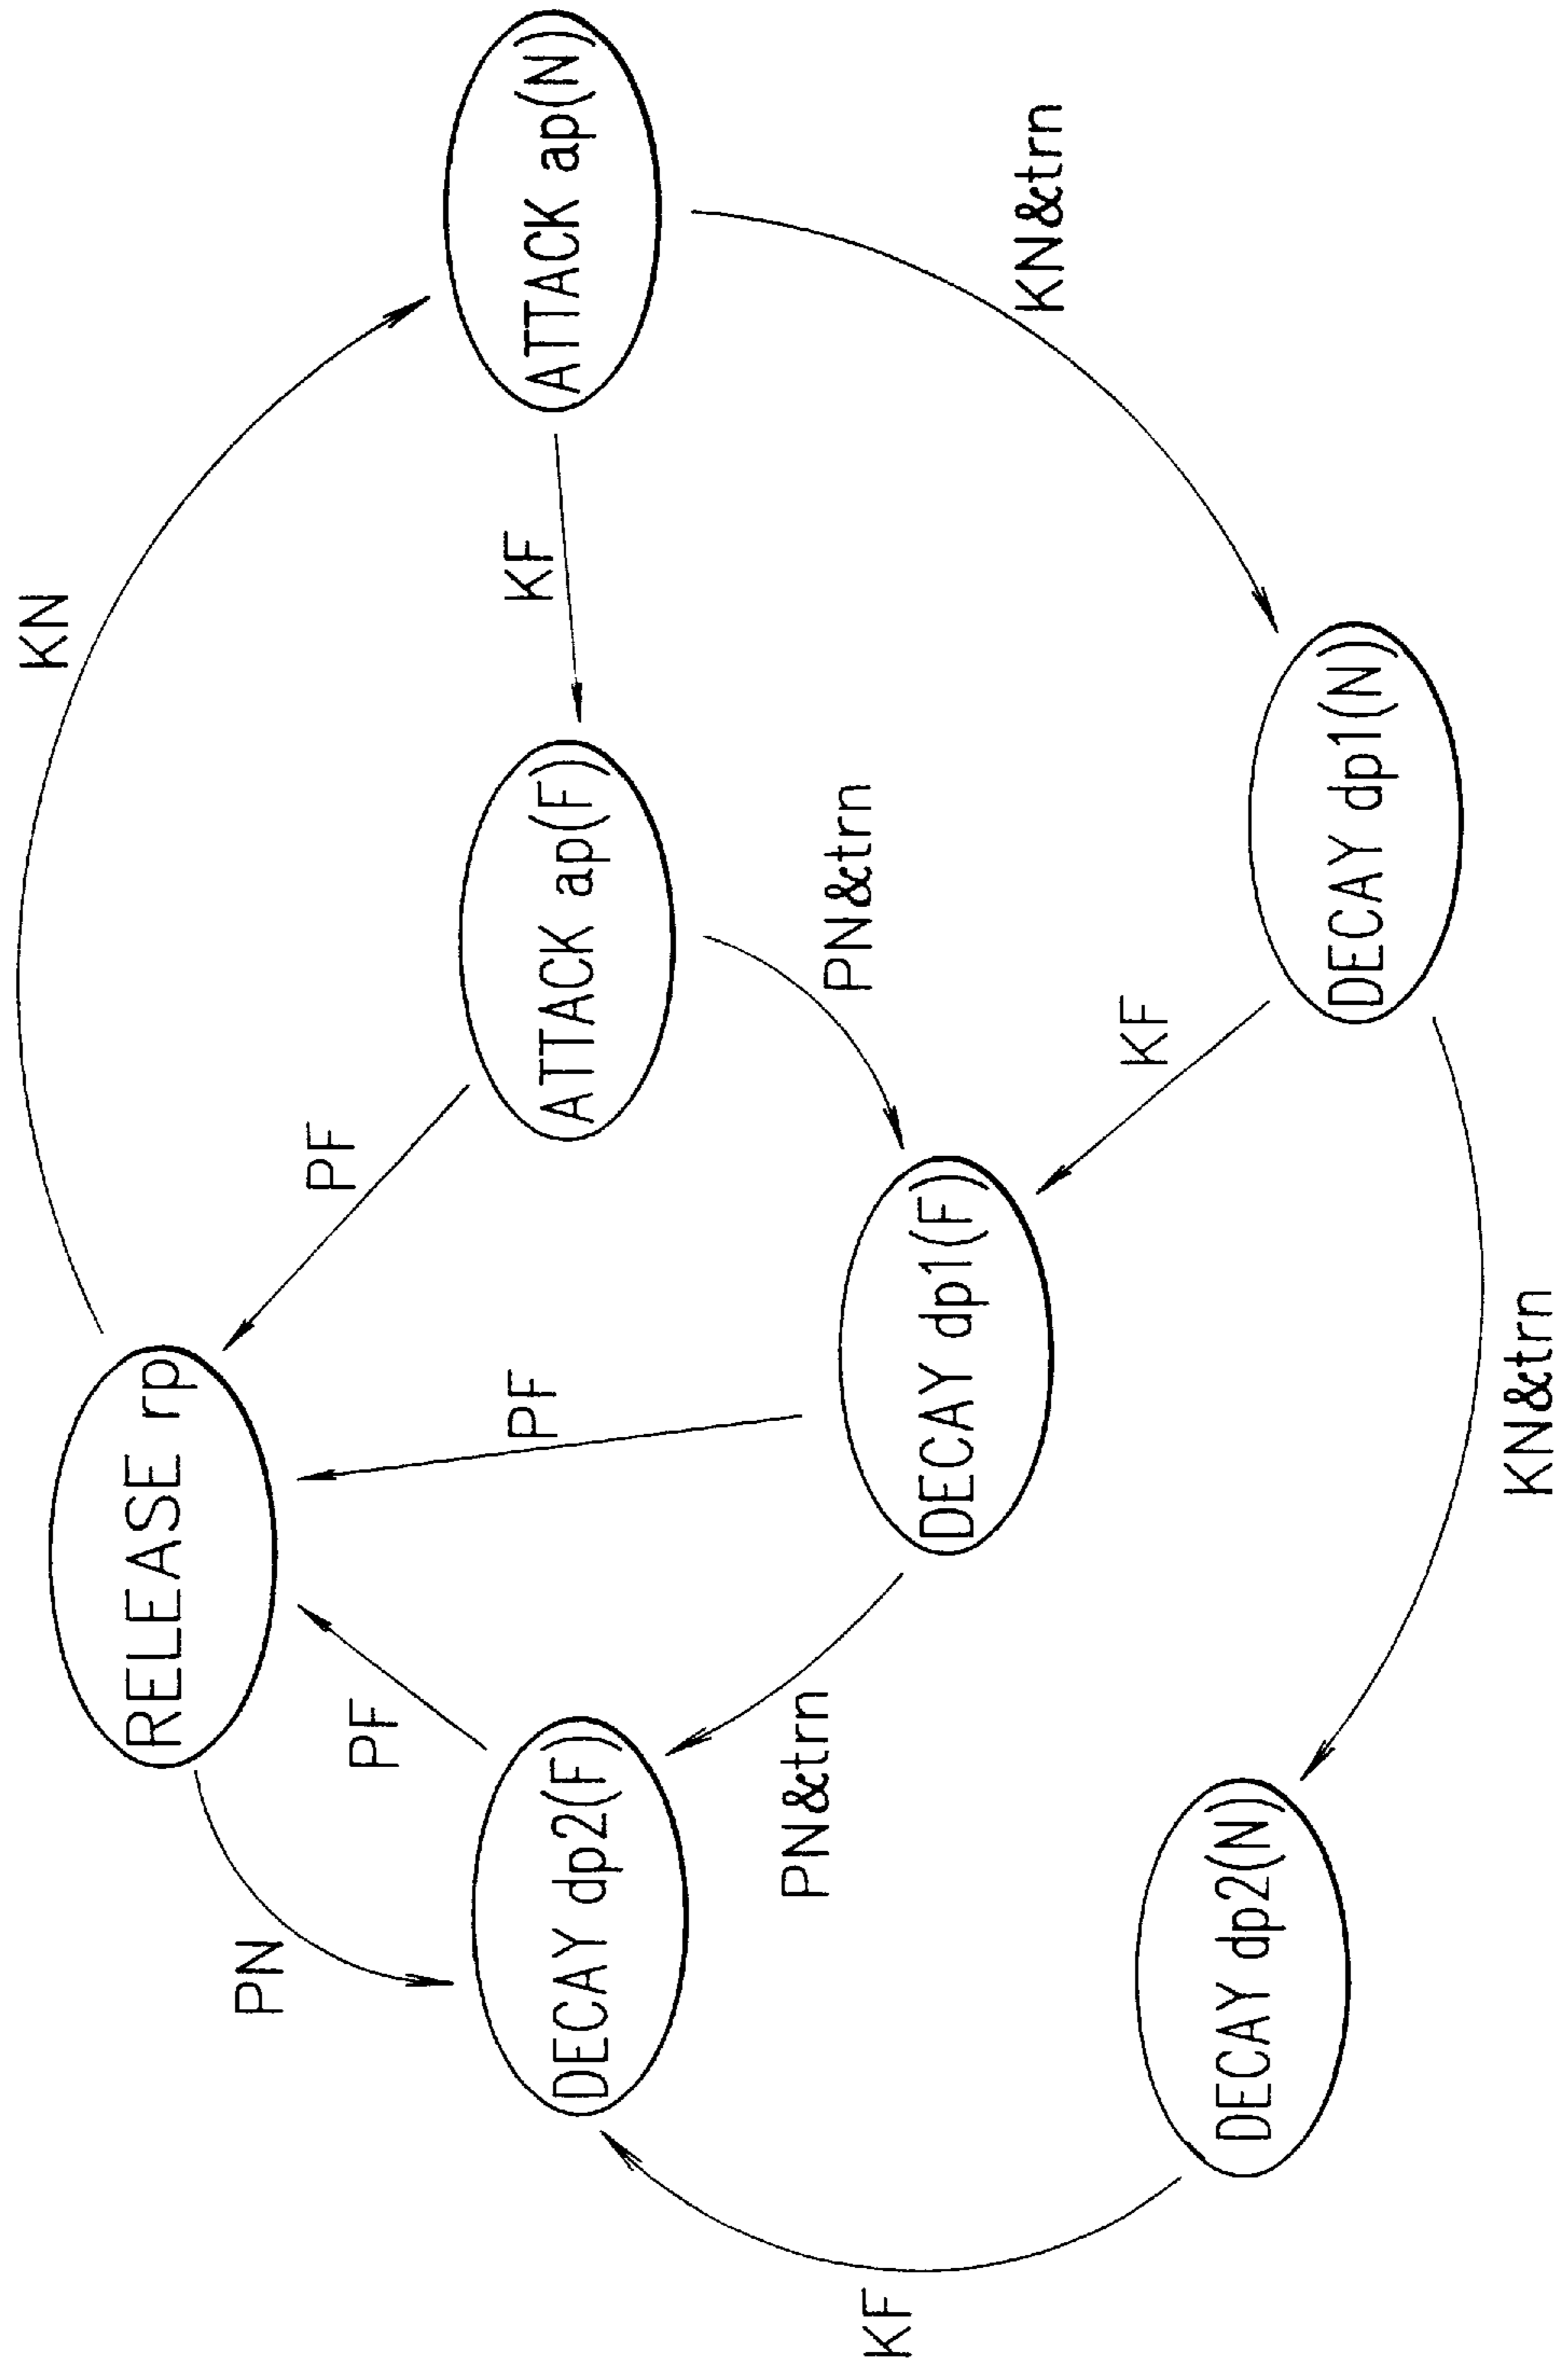 KN
RELEASE rp
PN
PF
PF
PF
KF
ATTACK ap(N)
ATTACK ap(F)
DECAY dp2(F)
PN&trn
PN&trn
KF
DECAY dp1(F)
KN&trn
KF
DECAY dp2(N)
DECAY dp1(N)
KN&trn